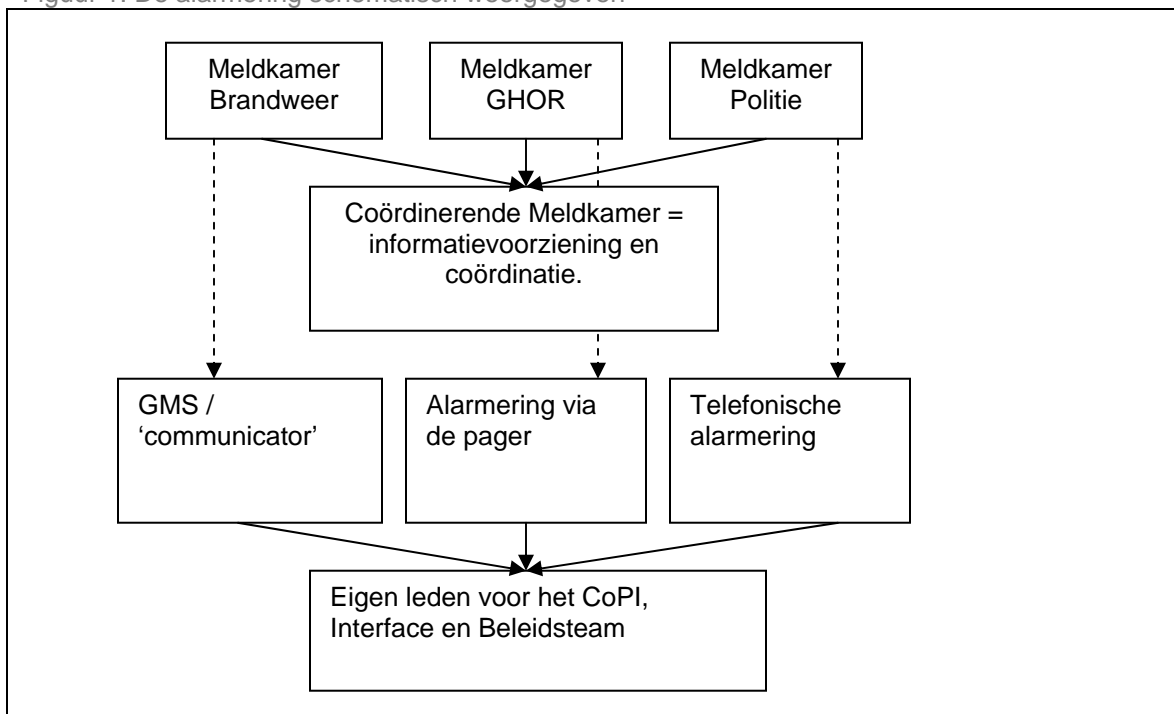 Figuur 1: De alarmering schematisch weergegeven
Meldkamer
Brandweer
Meldkamer
GHOR
Meldkamer
Politie
Coördinerende Meldkamer =
informatievoorziening en
coördinatie.
GMS /
‘communicator’
Alarmering via
de pager
Telefonische
alarmering
Eigen leden voor het CoPI,
Interface en Beleidsteam